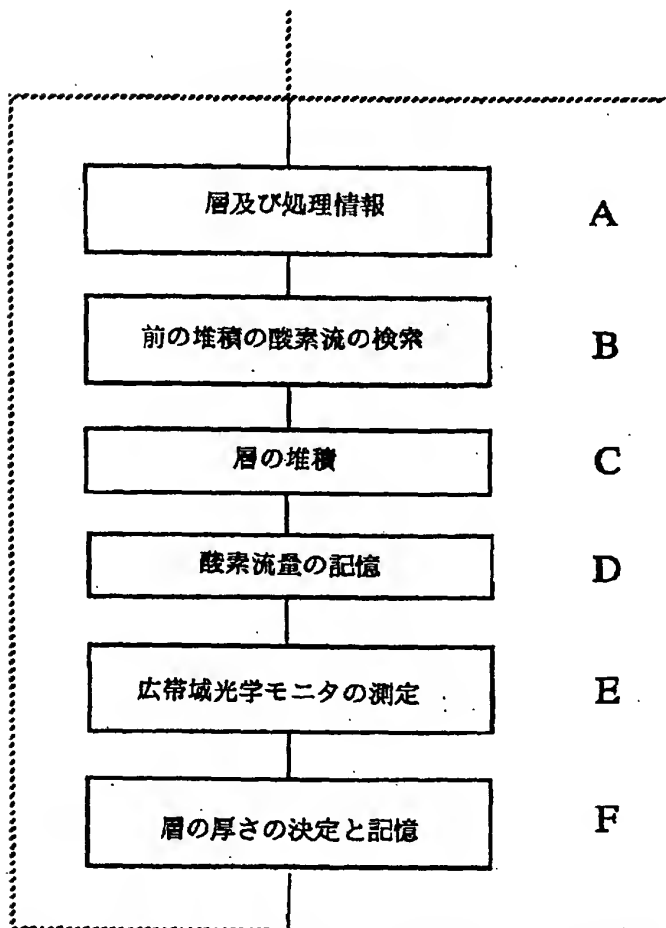 層及び処理情報 A
前の堆積の酸素流の検索 B
層の堆積 C
酸素流量の記憶 D
広帯域光学モニタの測定 E
層の厚さの決定と記憶 F